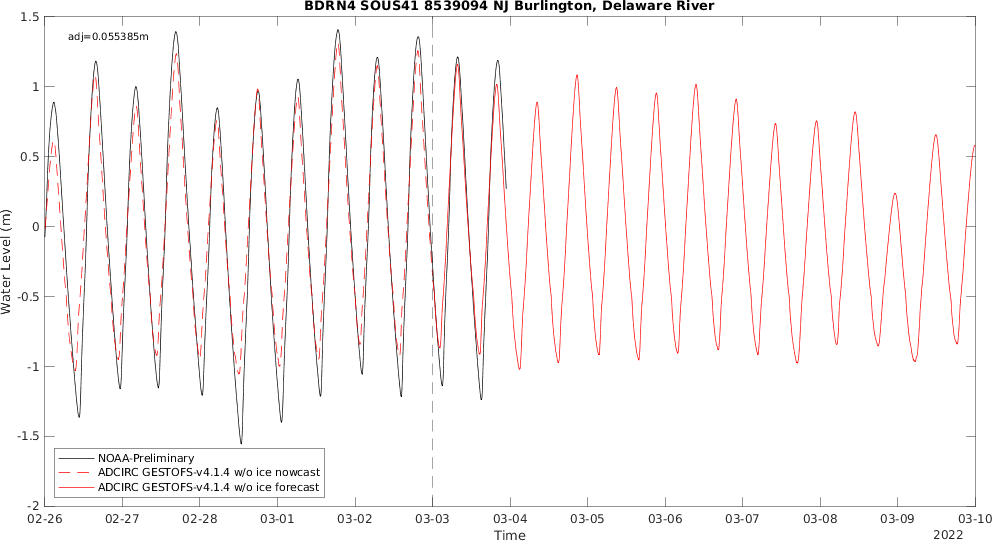 BDRN4 SOUS41 8539094 NJ Burlington, Delaware River
adj=0.055385m
1.5
1
0.5
0
-0.5
-1
-1.5
-2
Water Level (m)
NOAA-Preliminary
ADCIRC GESTOFS-v4.1.4 w/o ice nowcast
ADCIRC GESTOFS-v4.1.4 w/o ice forecast
02-26 02-27 02-28 03-01 03-02 03-03 03-04 03-05 03-06 03-07 03-08 03-09 03-10
Time
2022